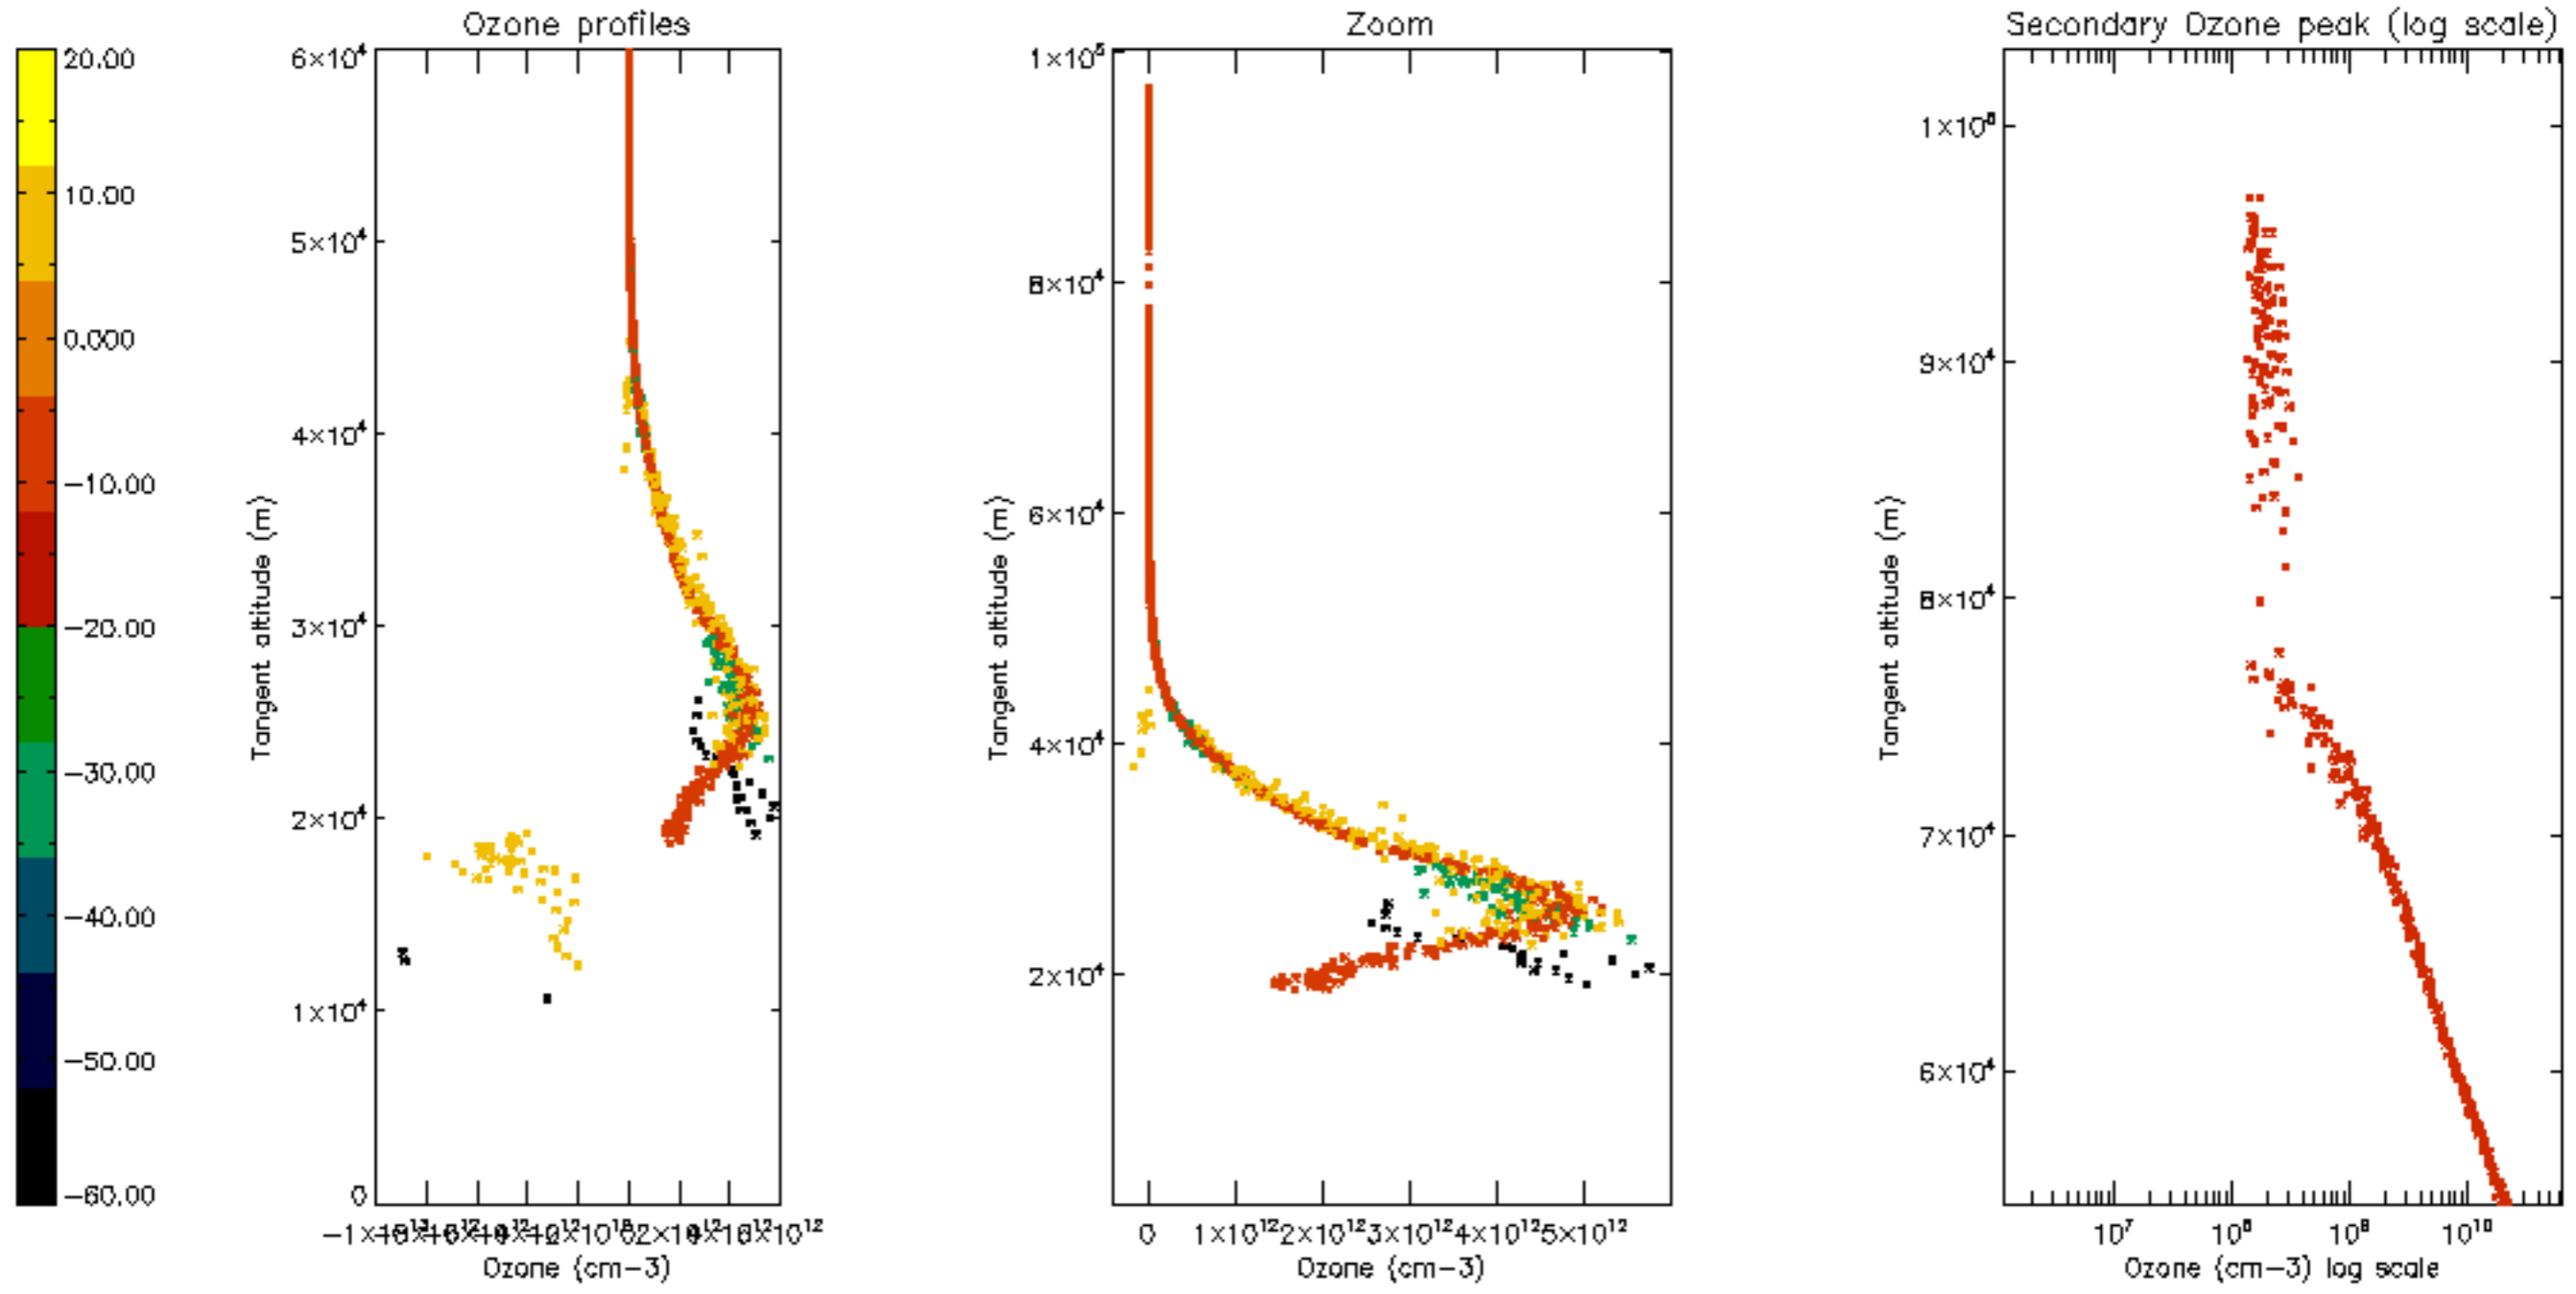 Ozone profiles
Zoom
Secondary Ozone peak (log scale)
20.00
10.00
0.000
−10.00
−20.00
−30.00
−40.00
−50.00
−60.00
6×10⁴
5×10⁴
4×10⁴
3×10⁴
2×10⁴
1×10⁴
0
Tangent altitude (m)
Ozone (cm−3)
1×10⁵
8×10⁴
6×10⁴
4×10⁴
2×10⁴
Tangent altitude (m)
0 1×10¹² 2×10¹² 3×10¹² 4×10¹² 5×10¹²
Ozone (cm−3)
1×10⁵
9×10⁴
8×10⁴
7×10⁴
6×10⁴
Tangent altitude (m)
10⁷ 10⁸ 10⁹ 10¹⁰
Ozone (cm−3) log scale